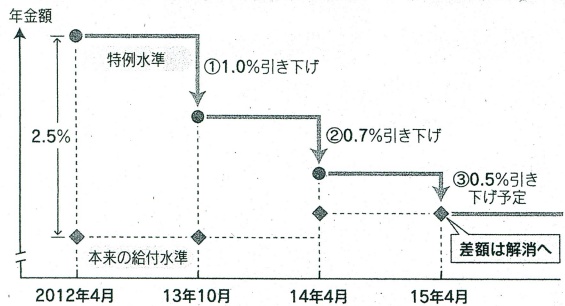 年金額
特例水準
①1.0%引き下げ
2.5%
②0.7%引き下げ
③0.5%引き
下げ予定
差額は解消へ
本来の給付水準
2012年4月
13年10月
14年4月
15年4月